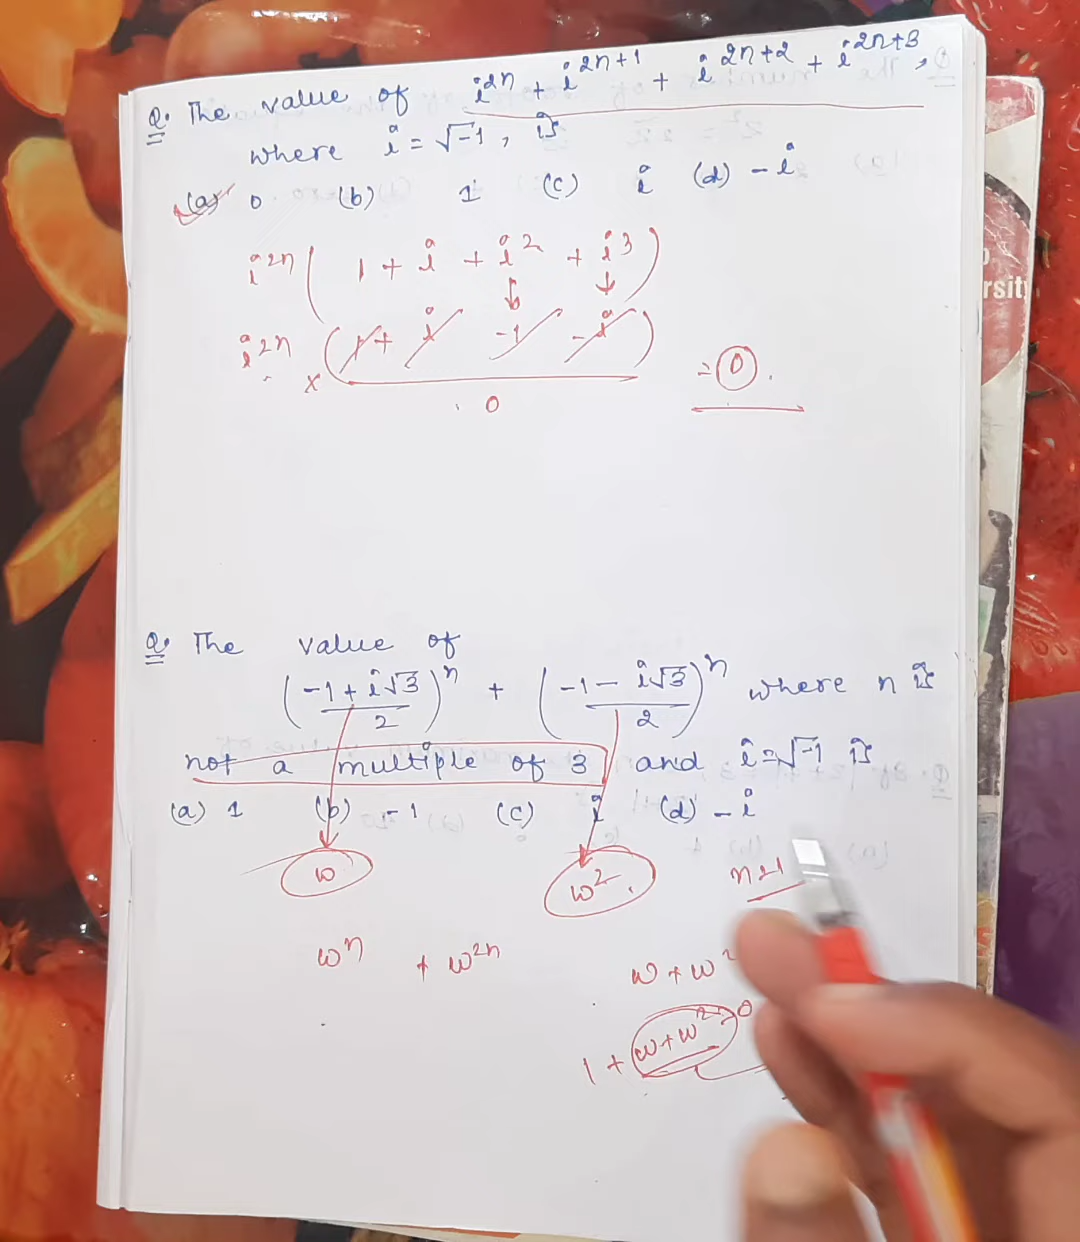 Q. The value of i^2n + i^2n+1 + i^2n+2 + i^2n+3,
where i = √-1, is
(a) 0 (b) 1 (c) i (d) -i
i^2n ( 1 + i + i^2 + i^3 )
i^2n x ( 1 + i -1 - i ) = 0.
0
Q. The value of
((-1 + i√3)/2)^n + ((-1 - i√3)/2)^n where n is
not a multiple of 3 and i = √-1 is
(a) 1 (b) -1 (c) i (d) -i
ω ω^2. n=1
ω^n + ω^2n ω + ω^2
1 + ω + ω^2 = 0
rsity